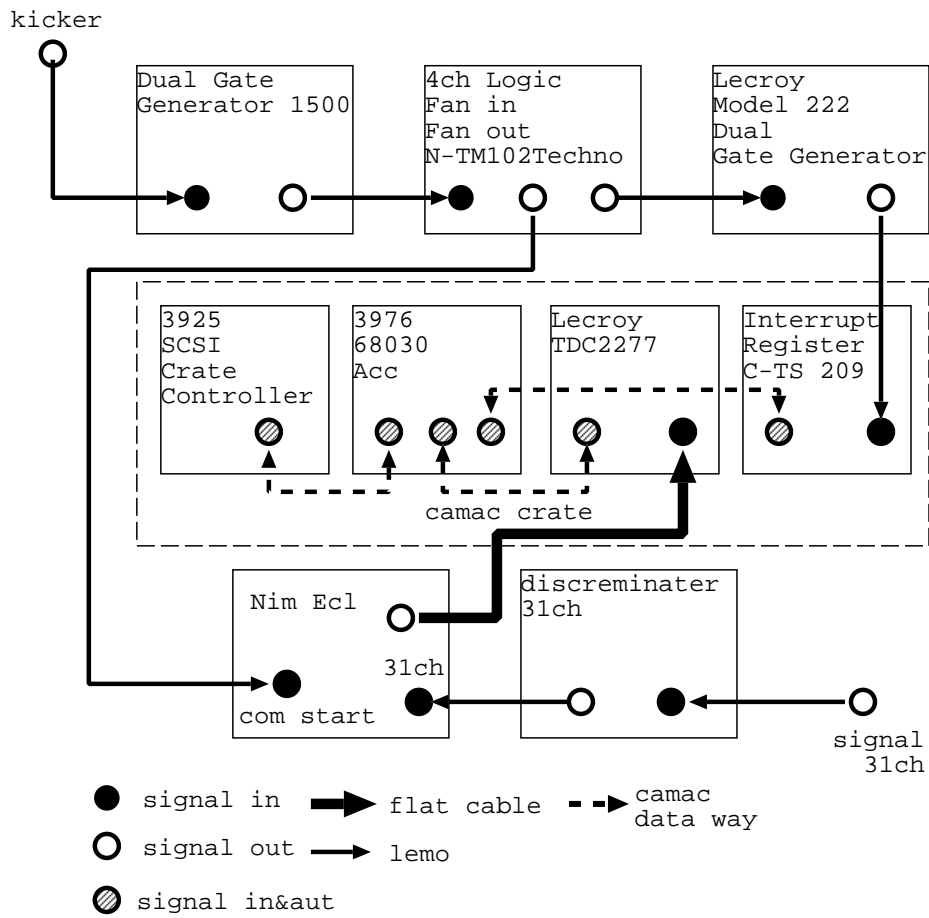 kicker
Dual Gate
Generator 1500
4ch Logic
Fan in
Fan out
N-TM102Techno
Lecroy
Model 222
Dual
Gate Generator
3925
SCSI
Crate
Controller
3976
68030
Acc
Lecroy
TDC2277
Interrupt
Register
C-TS 209
camac crate
Nim Ecl
31ch
com start
discreminater
31ch
signal
31ch
signal in
flat cable
camac
data way
signal out
lemo
signal in&aut